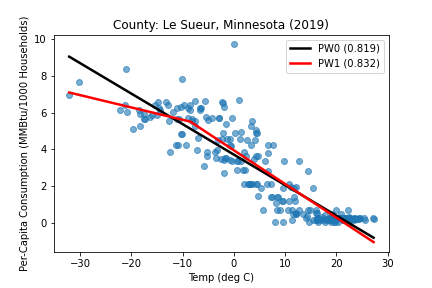 County: Le Sueur, Minnesota (2019)
PW0 (0.819)
PW1 (0.832)
Per-Capita Consumption (MMBtu/1000 Households)
10
8
6
4
2
0
−30 −20 −10 0 10 20 30
Temp (deg C)